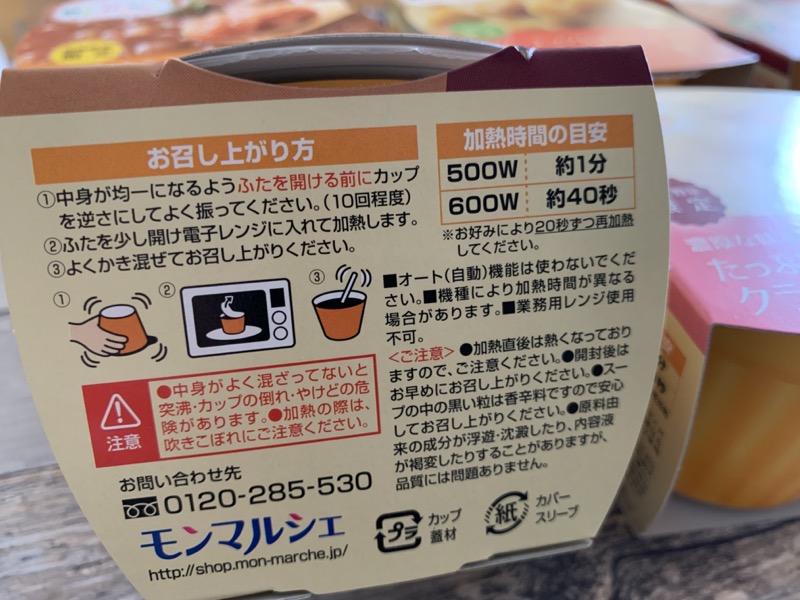 お召し上がり方
①中身が均一になるようふたを開ける前にカップ
を逆さにしてよく振ってください。(10回程度)
②ふたを少し開け電子レンジに入れて加熱します。
③よくかき混ぜてお召し上がりください。
① ② ③
加熱時間の目安
500W 約1分
600W 約40秒
※お好みにより20秒ずつ再加熱
してください。
■オート(自動)機能は使わないでくだ
さい。■機種により加熱時間が異なる
場合があります。■業務用レンジ使用
不可。
<ご注意> ●加熱直後は熱くなっており
ますので、ご注意ください。●開封後は
お早めにお召し上がりください。●スー
プの中の黒い粒は香辛料ですので安心
してお召し上がりください。●原料由
来の成分が浮遊・沈澱したり、内容液
が褐変したりすることがありますが、
品質には問題ありません。
注意
●中身がよく混ざってないと
突沸・カップの倒れ・やけどの危
険があります。●加熱の際は、
吹きこぼれにご注意ください。
お問い合わせ先
0120-285-530
モンマルシェ
http://shop.mon-marche.jp/
プラ カップ
蓋材
紙 カバー
スリーブ
定
濃厚な
たっぷ
クニ